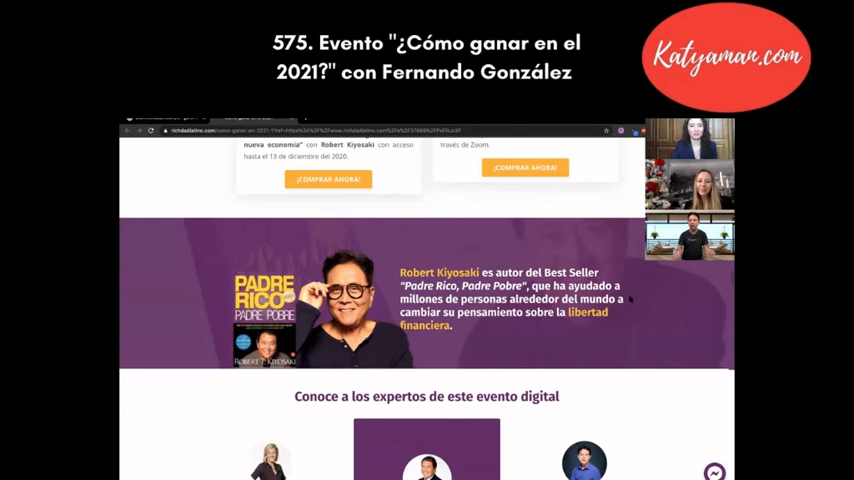 575. Evento "¿Cómo ganar en el
2021?" con Fernando González
Katyaman.com
nueva economía" con Robert Kiyosaki con acceso
hasta el 13 de diciembre del 2020.
través de Zoom.
¡COMPRAR AHORA!
¡COMPRAR AHORA!
PADRE
RICO
PADRE POBRE
ROBERT T. KIYOSAKI
Robert Kiyosaki es autor del Best Seller
"Padre Rico, Padre Pobre", que ha ayudado a
millones de personas alrededor del mundo a
cambiar su pensamiento sobre la libertad
financiera.
Conoce a los expertos de este evento digital